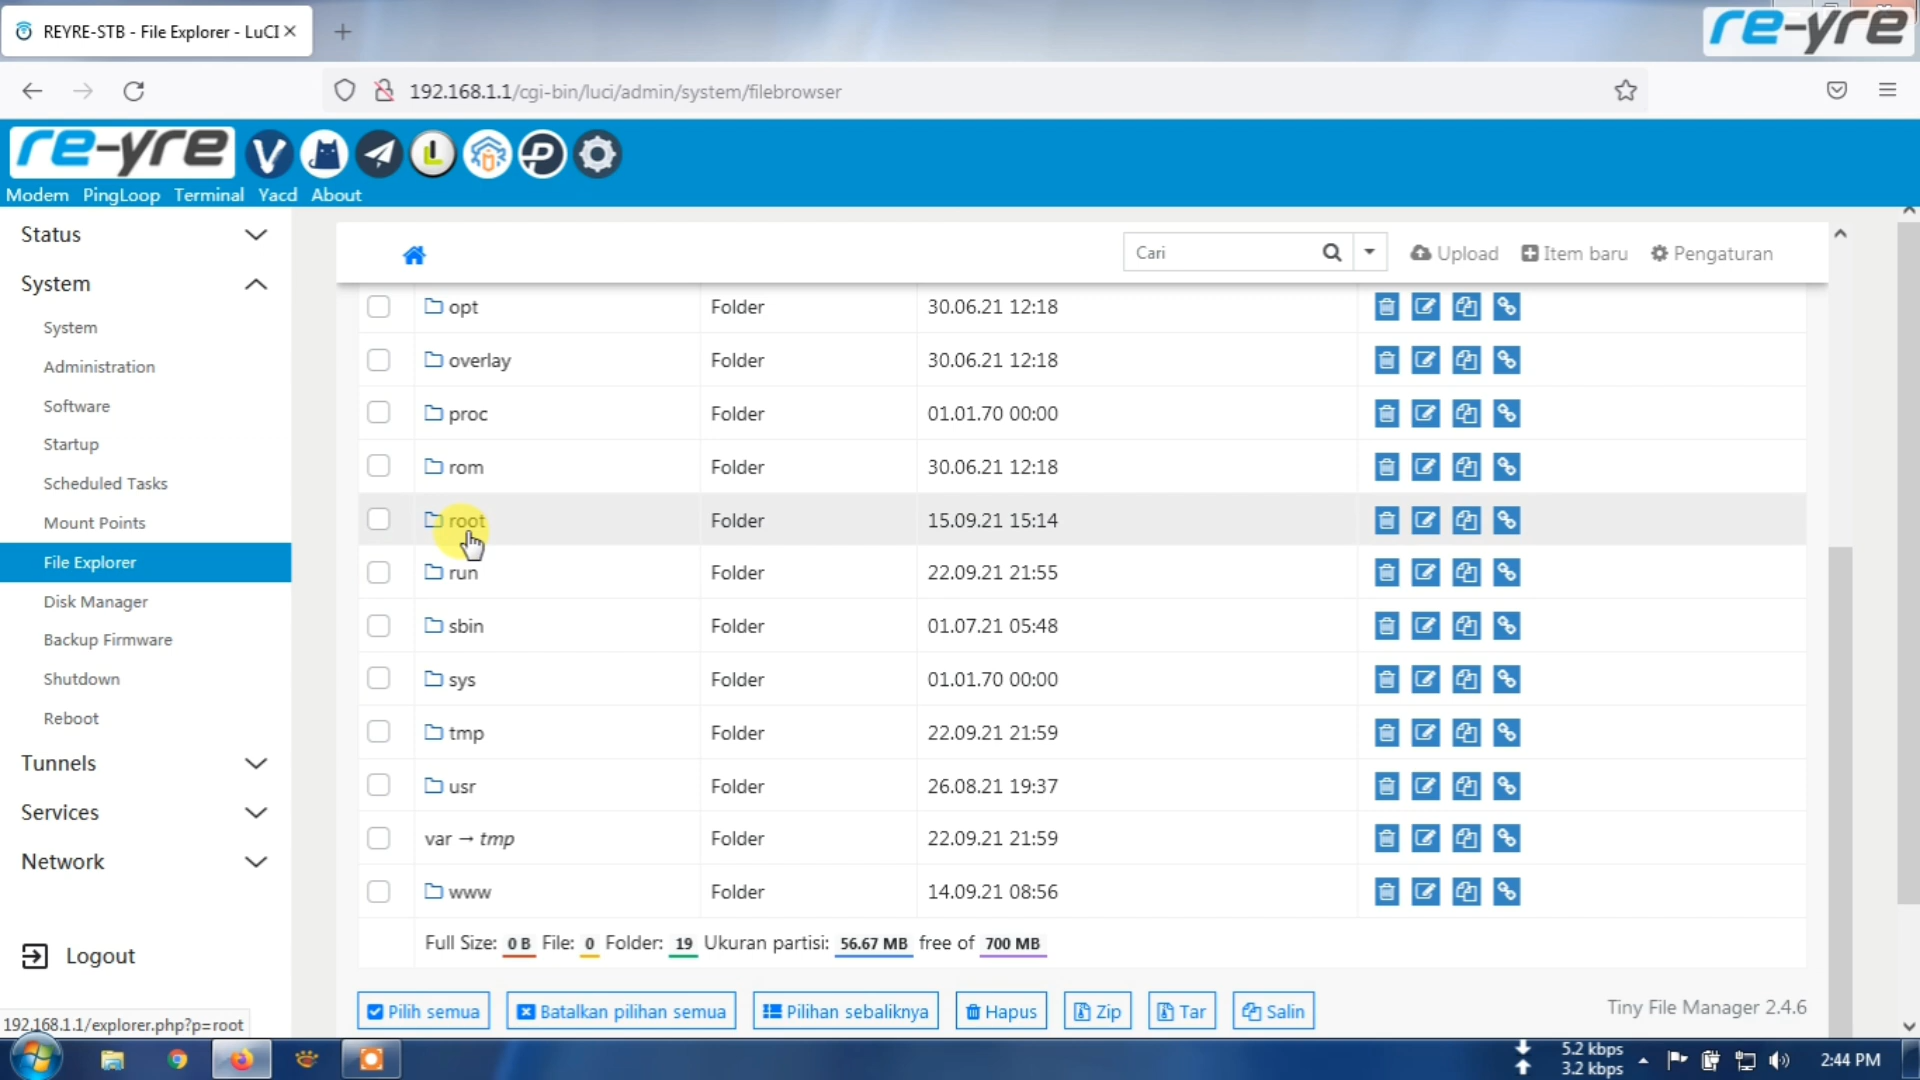 REYRE-STB - File Explorer - LuCI
re-yre
192.168.1.1/cgi-bin/luci/admin/system/filebrowser
re-yre
Modem PingLoop Terminal Yacd About
Status
System
System
Administration
Software
Startup
Scheduled Tasks
Mount Points
File Explorer
Disk Manager
Backup Firmware
Shutdown
Reboot
Tunnels
Services
Network
Logout
Cari Upload Item baru Pengaturan
opt Folder 30.06.21 12:18
overlay Folder 30.06.21 12:18
proc Folder 01.01.70 00:00
rom Folder 30.06.21 12:18
root Folder 15.09.21 15:14
run Folder 22.09.21 21:55
sbin Folder 01.07.21 05:48
sys Folder 01.01.70 00:00
tmp Folder 22.09.21 21:59
usr Folder 26.08.21 19:37
var → tmp Folder 22.09.21 21:59
www Folder 14.09.21 08:56
Full Size: 0 B File: 0 Folder: 19 Ukuran partisi: 56.67 MB free of 700 MB
Pilih semua Batalkan pilihan semua Pilihan sebaliknya Hapus Zip Tar Salin
Tiny File Manager 2.4.6
192.168.1.1/explorer.php?p=root
5.2 kbps
3.2 kbps
2:44 PM